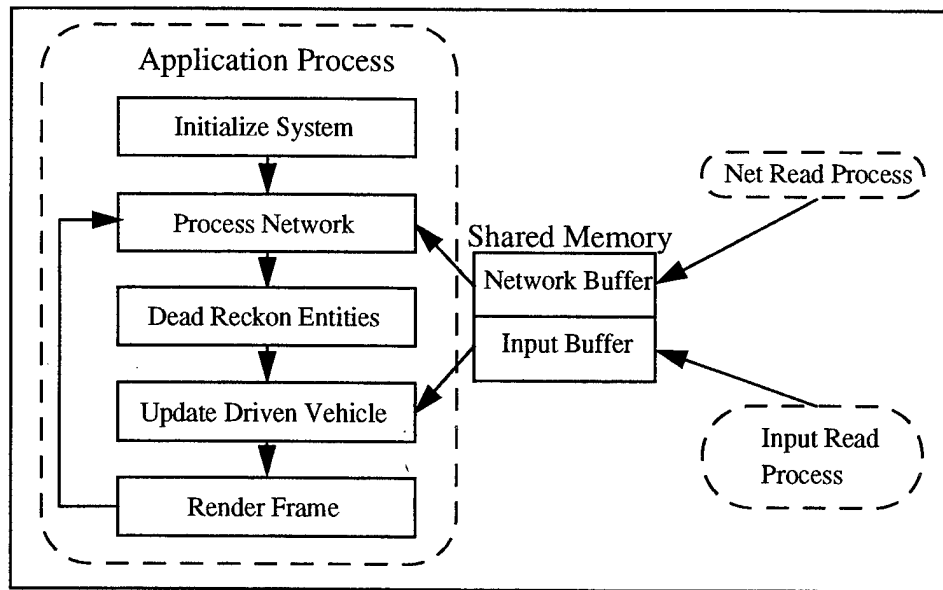 Application Process
Initialize System
Process Network
Dead Reckon Entities
Update Driven Vehicle
Render Frame
Shared Memory
Network Buffer
Input Buffer
Net Read Process
Input Read
Process